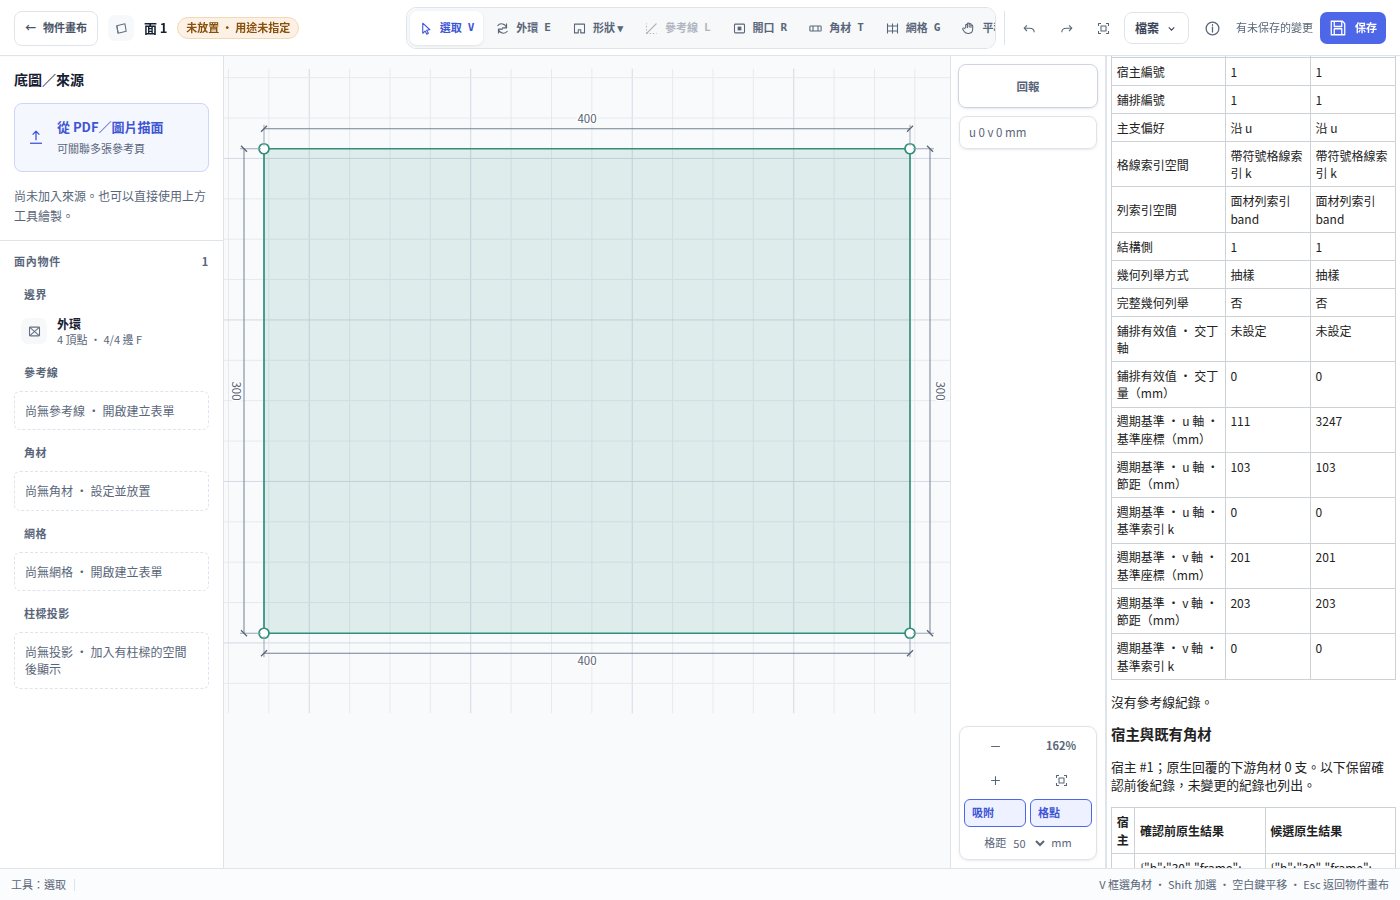 ← 物件畫布
面 1
未放置 · 用途未指定
選取 V
外環 E
形狀 ▾
參考線 L
開口 R
角材 T
網格 G
檔案
有未保存的變更
保存
底圖／來源
從 PDF／圖片描面
可關聯多張參考頁
尚未加入來源。也可以直接使用上方
工具繪製。
面內物件 1
邊界
外環
4 頂點 · 4/4 邊 F
參考線
尚無參考線 · 開啟建立表單
角材
尚無角材 · 設定並放置
網格
尚無網格 · 開啟建立表單
柱樑投影
尚無投影 · 加入有柱樑的空間
後顯示
400
300
300
400
回報
u 0 v 0 mm
−
162%
+
吸附
格點
格距 50 mm
宿主編號 1 1
鋪排編號 1 1
主支偏好 沿 u 沿 u
格線索引空間 帶符號格線索 帶符號格線索
引 k 引 k
列索引空間 面材列索引 面材列索引
band band
結構側 1 1
幾何列舉方式 抽樣 抽樣
完整幾何列舉 否 否
鋪排有效值 · 交丁 未設定 未設定
軸
鋪排有效值 · 交丁 0 0
量（mm）
週期基準 · u 軸 · 111 3247
基準座標（mm）
週期基準 · u 軸 · 103 103
節距（mm）
週期基準 · u 軸 · 0 0
基準索引 k
週期基準 · v 軸 · 201 201
基準座標（mm）
週期基準 · v 軸 · 203 203
節距（mm）
週期基準 · v 軸 · 0 0
基準索引 k
沒有參考線紀錄。
宿主與既有角材
宿主 #1；原生回覆的下游角材 0 支。以下保留確
認前後紀錄，未變更的紀錄也列出。
宿 確認前原生結果 候選原生結果
主
工具：選取
V 框選角材 · Shift 加選 · 空白鍵平移 · Esc 返回物件畫布